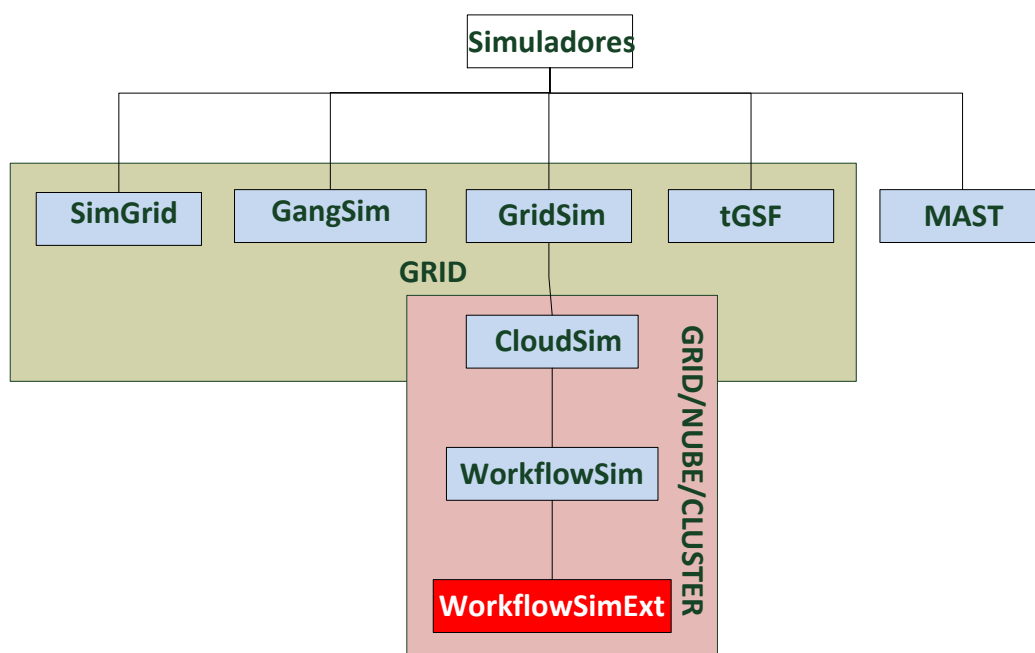 Simuladores
SimGrid
GangSim
GridSim
tGSF
MAST
GRID
CloudSim
GRID/NUBE/CLUSTER
WorkflowSim
WorkflowSimExt